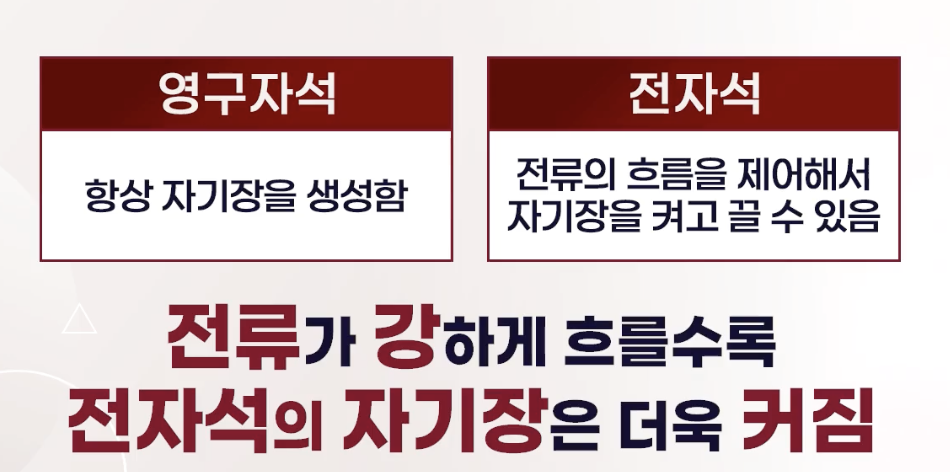 영구자석
항상 자기장을 생성함
전자석
전류의 흐름을 제어해서
자기장을 켜고 끌 수 있음
전류가 강하게 흐를수록
전자석의 자기장은 더욱 커짐